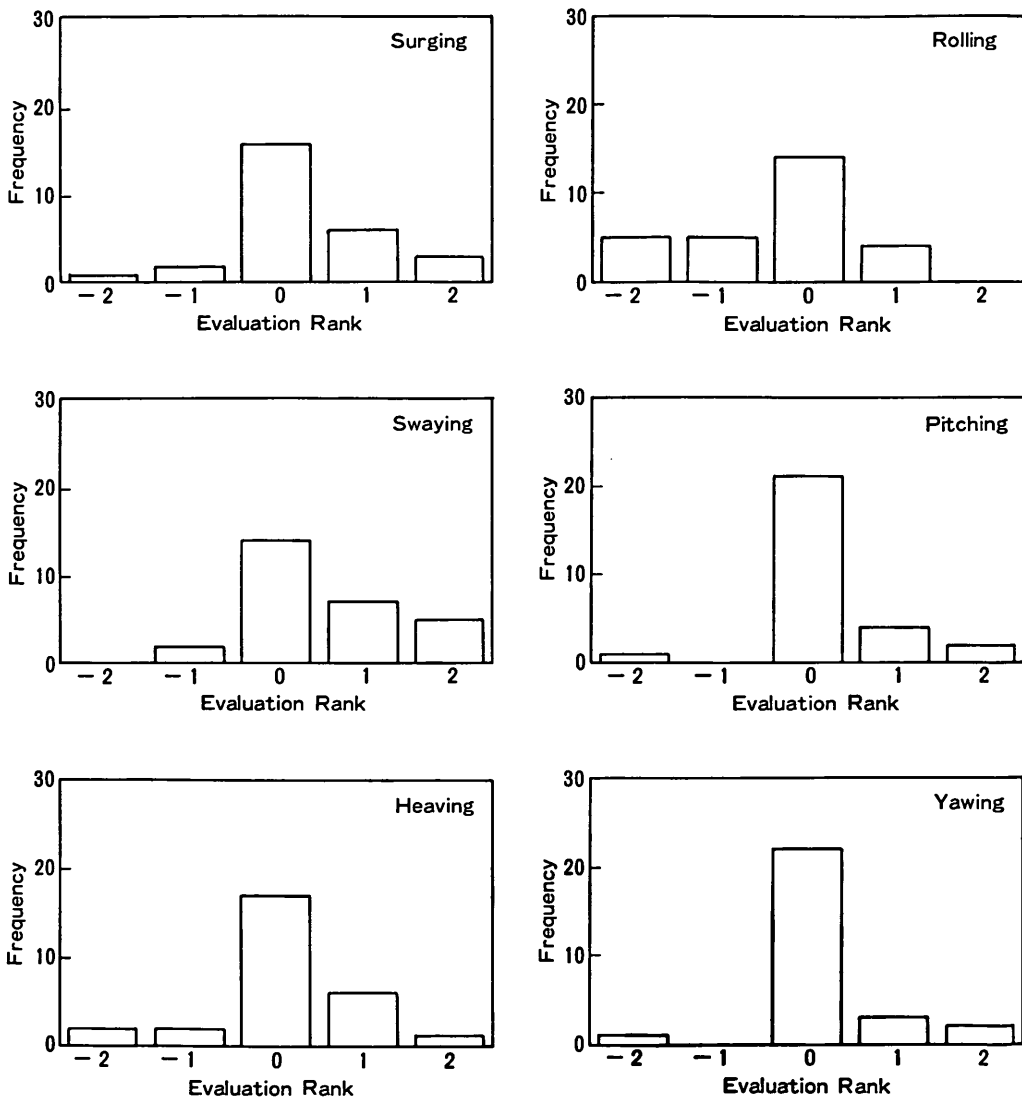 30
Surging
20
Frequency
10
0
-2 -1 0 1 2
Evaluation Rank
30
Rolling
20
Frequency
10
0
-2 -1 0 1 2
Evaluation Rank
30
Swaying
20
Frequency
10
0
-2 -1 0 1 2
Evaluation Rank
30
Pitching
20
Frequency
10
0
-2 -1 0 1 2
Evaluation Rank
30
Heaving
20
Frequency
10
0
-2 -1 0 1 2
Evaluation Rank
30
Yawing
20
Frequency
10
0
-2 -1 0 1 2
Evaluation Rank